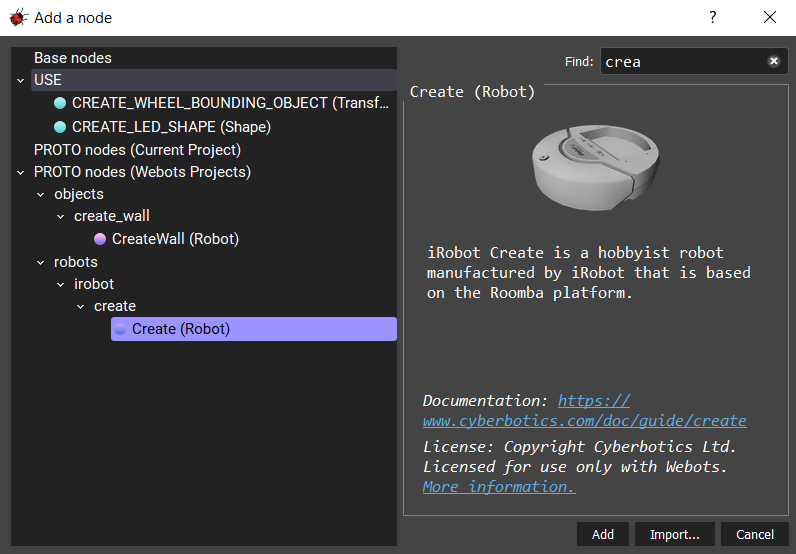 Add a node
?
Base nodes
USE
CREATE_WHEEL_BOUNDING_OBJECT (Transf...
CREATE_LED_SHAPE (Shape)
PROTO nodes (Current Project)
PROTO nodes (Webots Projects)
objects
create_wall
CreateWall (Robot)
robots
irobot
create
Create (Robot)
Find: crea
Create (Robot)
iRobot Create is a hobbyist robot
manufactured by iRobot that is based
on the Roomba platform.
Documentation: https://
www.cyberbotics.com/doc/guide/create
License: Copyright Cyberbotics Ltd.
Licensed for use only with Webots.
More information.
Add Import... Cancel